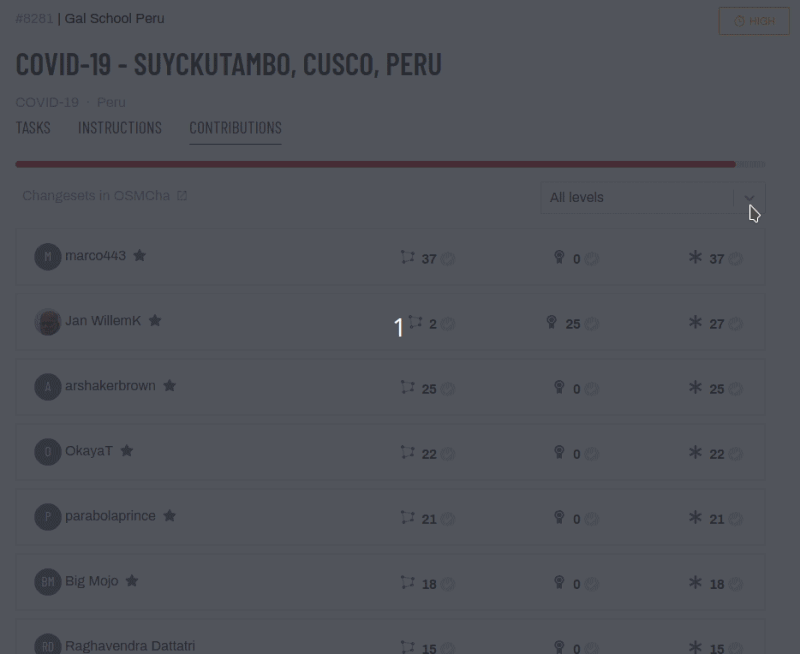 #8281 | Gal School Peru
HIGH
COVID-19 - SUYCKUTAMBO, CUSCO, PERU
COVID-19 Peru
TASKS INSTRUCTIONS CONTRIBUTIONS
Changesets in OSMCha All levels
M marco443 37 0 37
Jan WillemK 2 25 27
1
A arshakerbrown 25 0 25
O OkayaT 22 0 22
P parabolaprince 21 0 21
BM Big Mojo 18 0 18
RD Raghavendra Dattatri 15 0 15